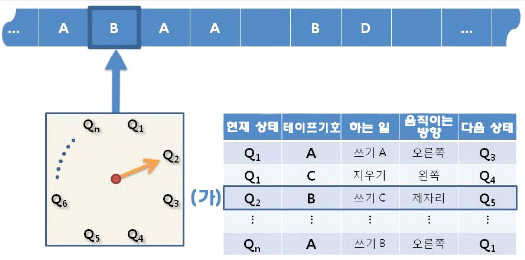 ... A B A A B D ...
Qn Q1
Q2
Q6 Q3
Q5 Q4
(가)
현재 상태 테이프기호 하는 일 움직이는 방향 다음 상태
Q1 A 쓰기 A 오른쪽 Q3
Q1 C 지우기 왼쪽 Q4
Q2 B 쓰기 C 제자리 Q5
⋮ ⋮ ⋮ ⋮ ⋮
Qn A 쓰기 B 오른쪽 Q1